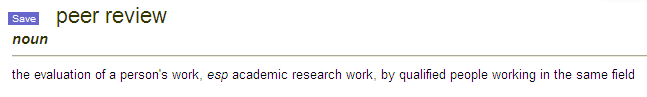 Save peer review
noun
the evaluation of a person's work, esp academic research work, by qualified people working in the same field